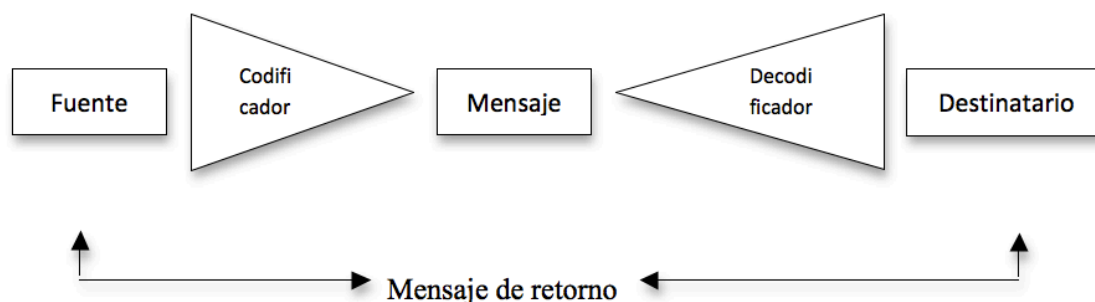 Fuente
Codifi
cador
Mensaje
Decodi
ficador
Destinatario
Mensaje de retorno